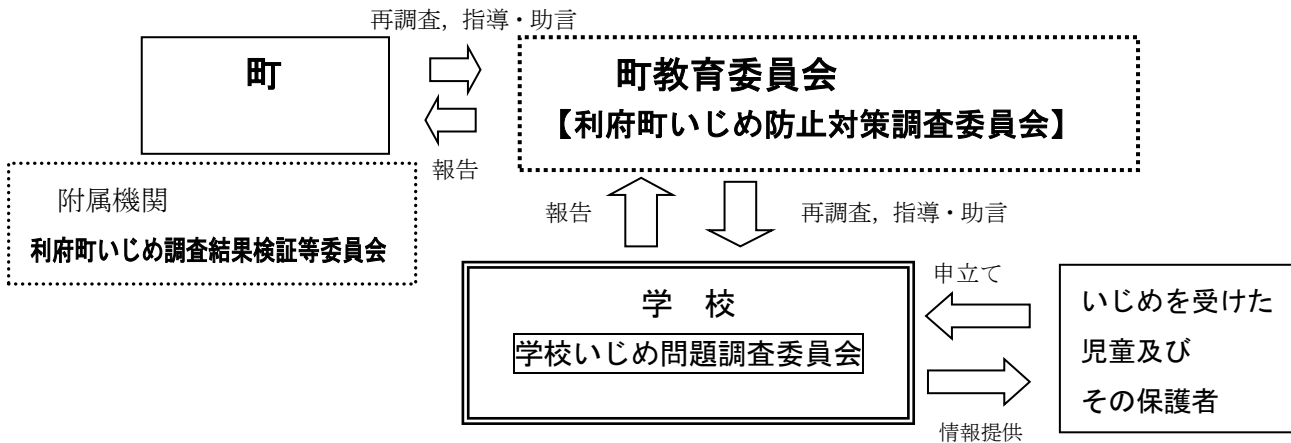 再調査，指導・助言
町
町教育委員会
【利府町いじめ防止対策調査委員会】
報告
附属機関
利府町いじめ調査結果検証等委員会
報告
再調査，指導・助言
学　校
学校いじめ問題調査委員会
申立て
いじめを受けた
児童及び
その保護者
情報提供